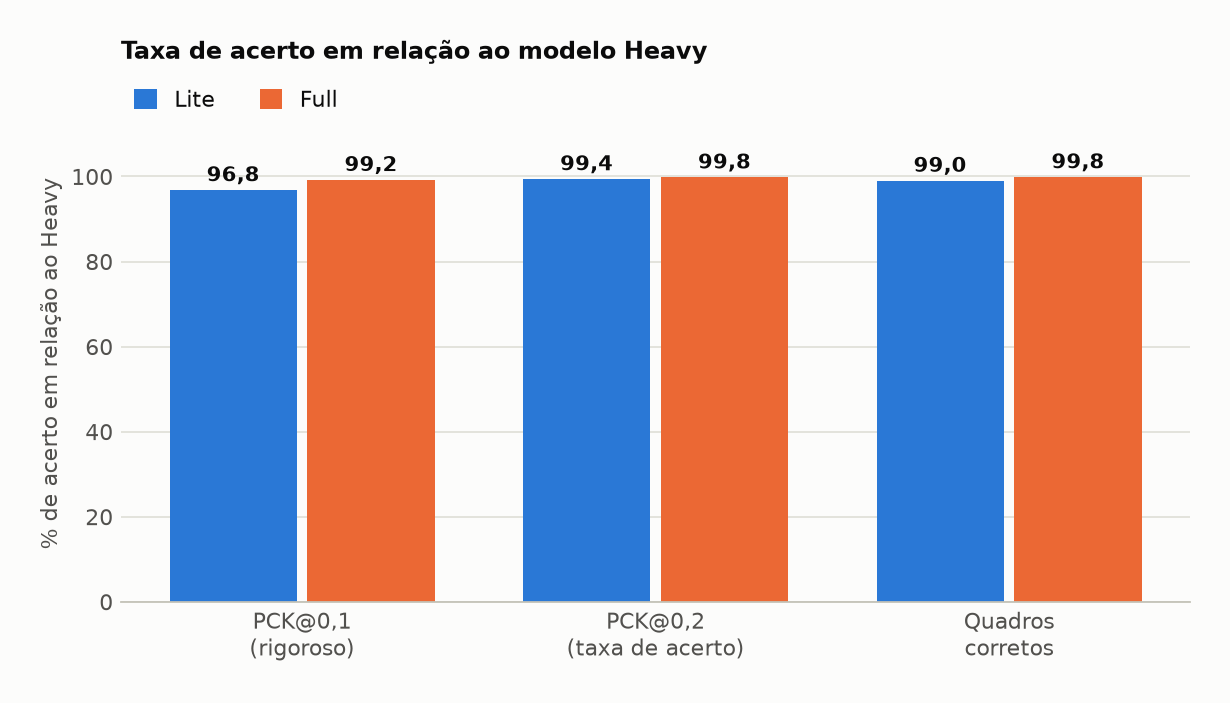 Taxa de acerto em relação ao modelo Heavy
Lite
Full
% de acerto em relação ao Heavy
100
80
60
40
20
0
96,8
99,2
99,4
99,8
99,0
99,8
PCK@0,1
(rigoroso)
PCK@0,2
(taxa de acerto)
Quadros
corretos